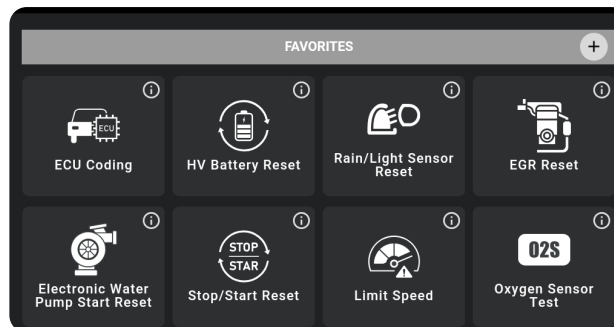 FAVORITES
ECU
ECU Coding
HV Battery Reset
Rain/Light Sensor
Reset
EGR Reset
Electronic Water
Pump Start Reset
STOP
STAR
Stop/Start Reset
Limit Speed
O2S
Oxygen Sensor
Test